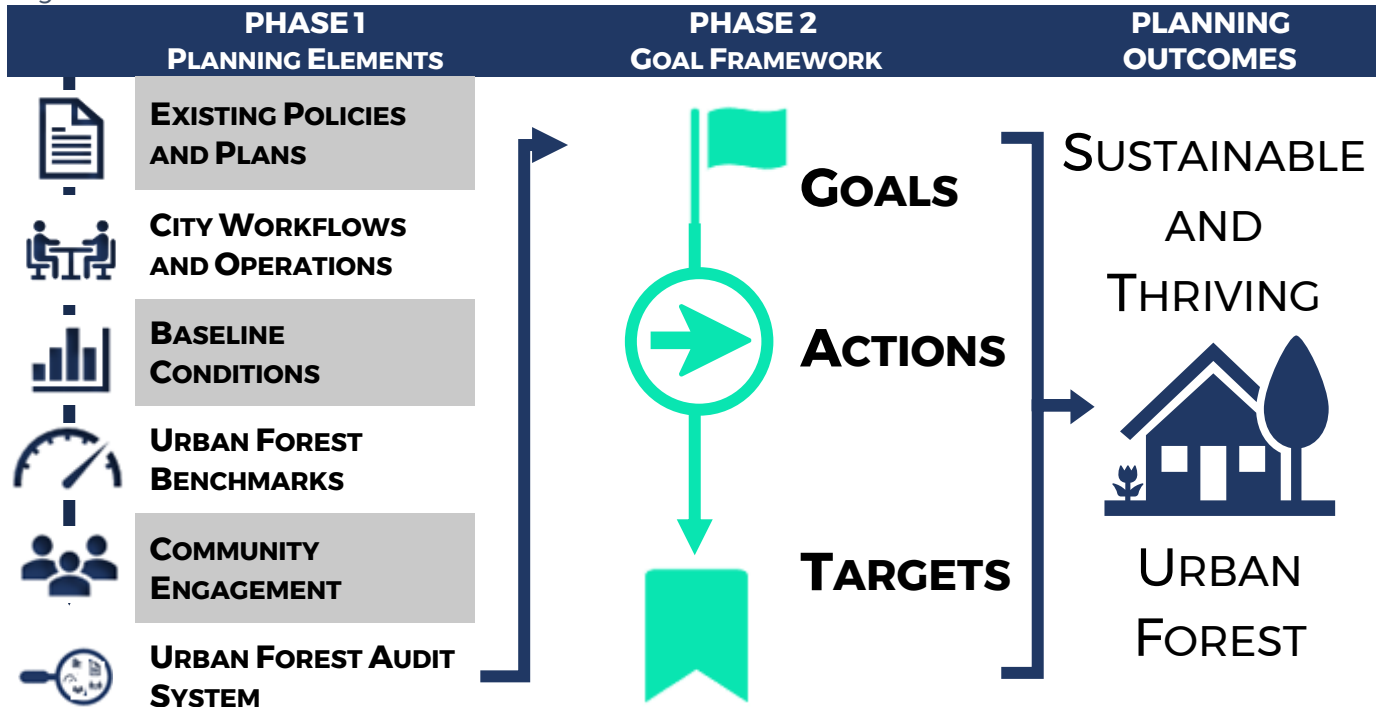 PHASE 1
PLANNING ELEMENTS
EXISTING POLICIES
AND PLANS
CITY WORKFLOWS
AND OPERATIONS
BASELINE
CONDITIONS
URBAN FOREST
BENCHMARKS
COMMUNITY
ENGAGEMENT
URBAN FOREST AUDIT
SYSTEM
PHASE 2
GOAL FRAMEWORK
GOALS
ACTIONS
TARGETS
PLANNING
OUTCOMES
SUSTAINABLE
AND
THRIVING
URBAN
FOREST